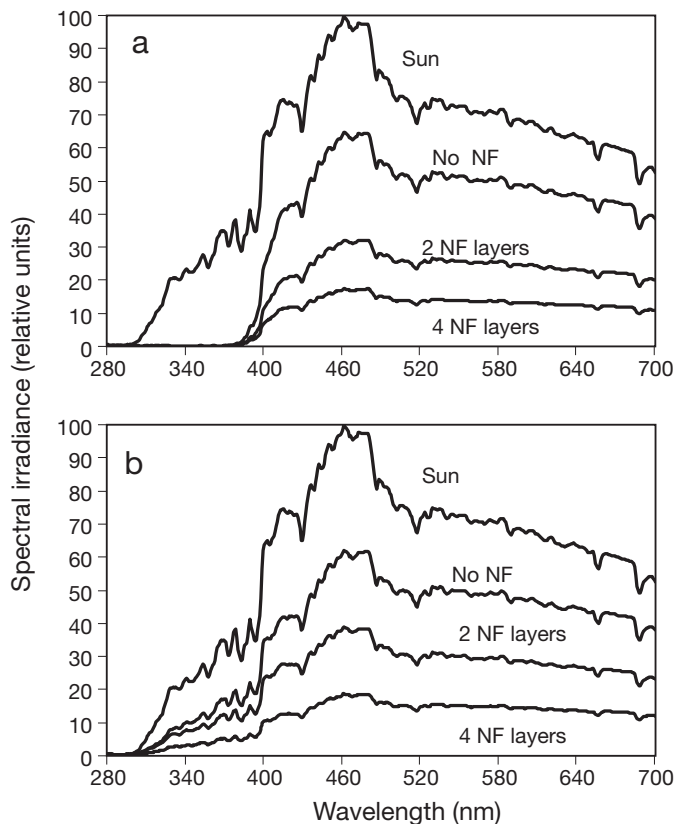 Spectral irradiance (relative units)
a
100
90
80
70
60
50
40
30
20
10
0
Sun
No NF
2 NF layers
4 NF layers
280 340 400 460 520 580 640 700
b
100
90
80
70
60
50
40
30
20
10
0
Sun
No NF
2 NF layers
4 NF layers
280 340 400 460 520 580 640 700
Wavelength (nm)